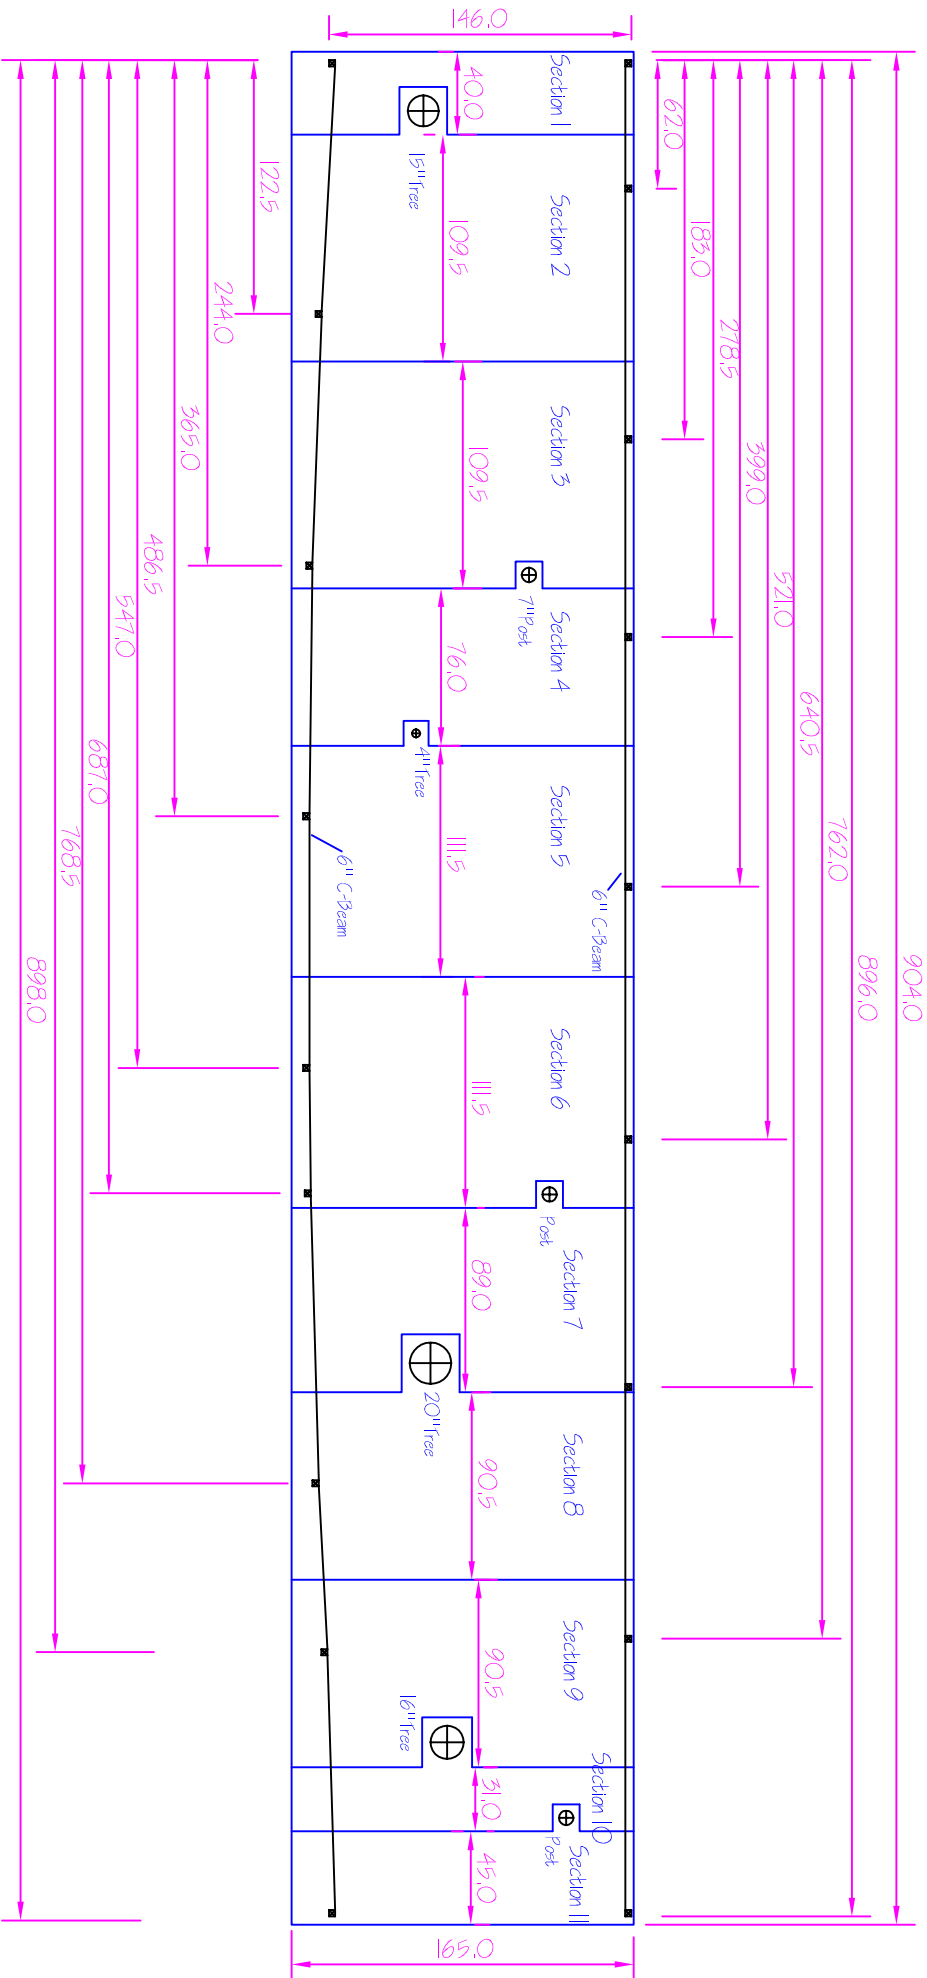 146.0
904.0
896.0
762.0
640.5
521.0
399.0
278.5
183.0
62.0
Section 1
40.0
15" Tree
Section 2
109.5
Section 3
109.5
7" Post
Section 4
76.0
4" Tree
Section 5
111.5
6" C-Beam
6" C-Beam
Section 6
111.5
Post
Section 7
89.0
20" Tree
Section 8
90.5
Section 9
90.5
16" Tree
Section 10
31.0
Post
Section 11
45.0
122.5
244.0
365.0
486.5
547.0
687.0
768.5
898.0
165.0